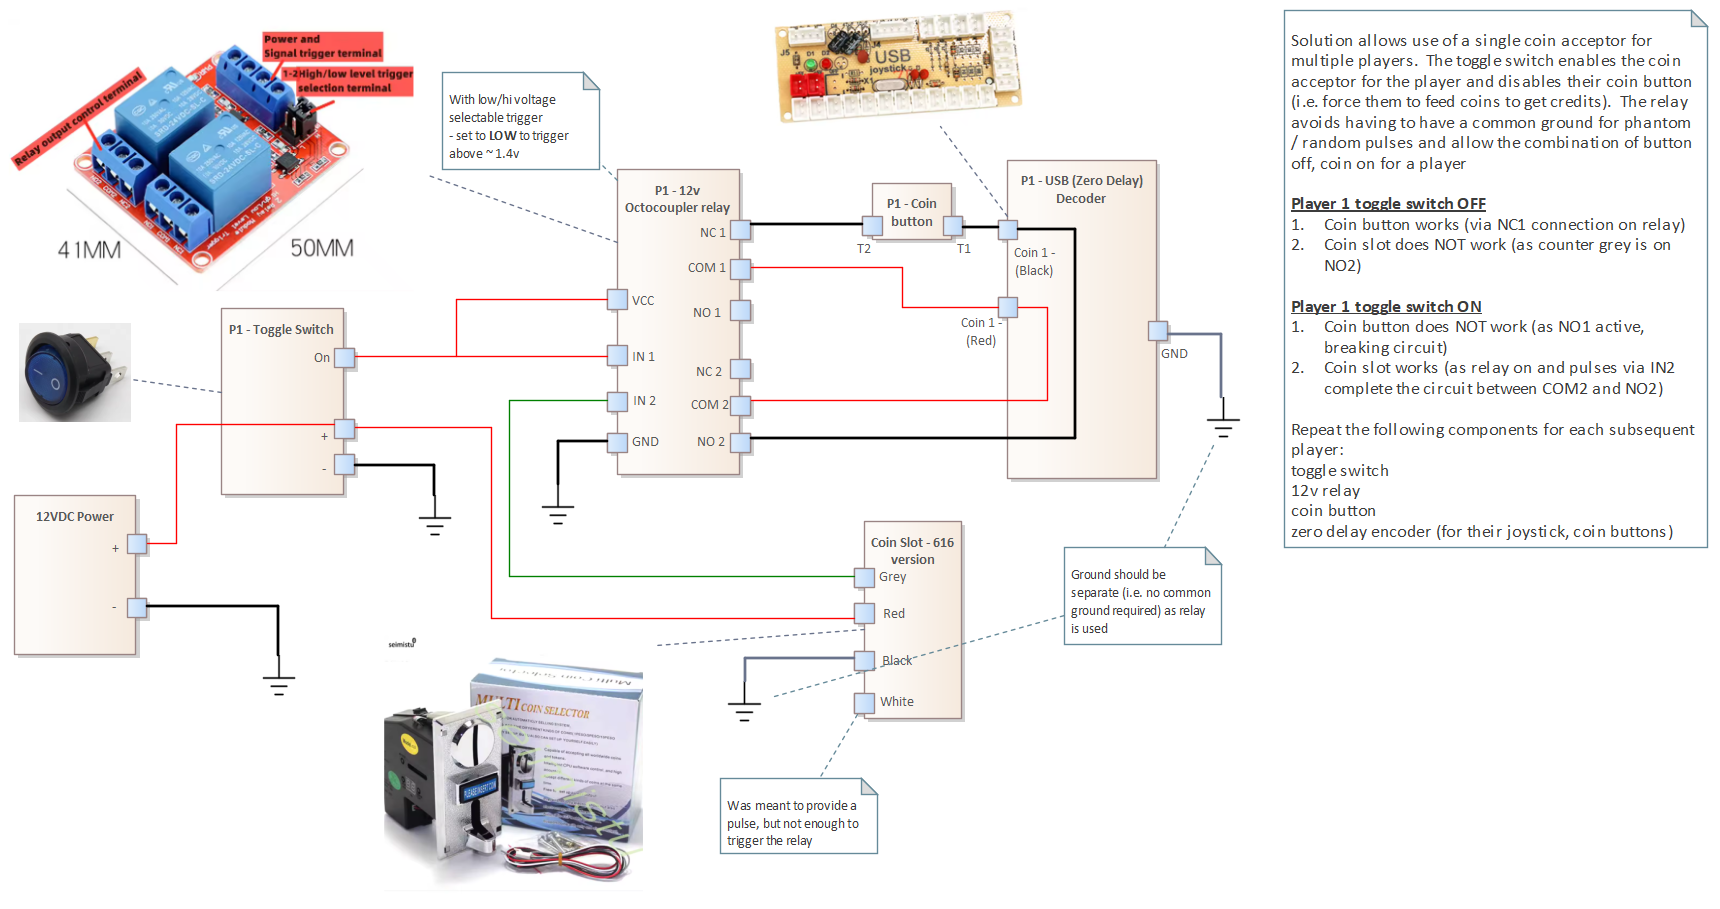 Power and
Signal trigger terminal
1-2High/low level trigger
selection terminal
Relay output control terminal
41MM
50MM
With low/hi voltage
selectable trigger
- set to LOW to trigger
above ~ 1.4v
USB
joystick
J5
J4
D1
D2
X1
P1 - 12v
Octocoupler relay
NC 1
COM 1
NO 1
NC 2
COM 2
NO 2
VCC
IN 1
IN 2
GND
P1 - Coin
button
T2
T1
P1 - USB (Zero Delay)
Decoder
Coin 1 -
(Black)
Coin 1 -
(Red)
GND
P1 - Toggle Switch
On
+
-
12VDC Power
+
-
Coin Slot - 616
version
Grey
Red
Black
White
Ground should be
separate (i.e. no common
ground required) as relay
is used
Was meant to provide a
pulse, but not enough to
trigger the relay
seimistu
MULTI COIN SELECTOR
Solution allows use of a single coin acceptor for
multiple players. The toggle switch enables the coin
acceptor for the player and disables their coin button
(i.e. force them to feed coins to get credits). The relay
avoids having to have a common ground for phantom
/ random pulses and allow the combination of button
off, coin on for a player
Player 1 toggle switch OFF
1. Coin button works (via NC1 connection on relay)
2. Coin slot does NOT work (as counter grey is on
NO2)
Player 1 toggle switch ON
1. Coin button does NOT work (as NO1 active,
breaking circuit)
2. Coin slot works (as relay on and pulses via IN2
complete the circuit between COM2 and NO2)
Repeat the following components for each subsequent
player:
toggle switch
12v relay
coin button
zero delay encoder (for their joystick, coin buttons)